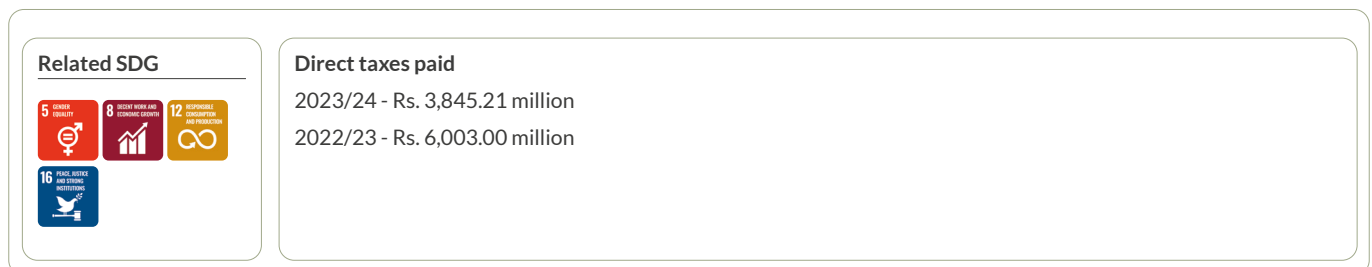 Related SDG
5 GENDER
EQUALITY
8 DECENT WORK AND
ECONOMIC GROWTH
12 RESPONSIBLE
CONSUMPTION
AND PRODUCTION
16 PEACE, JUSTICE
AND STRONG
INSTITUTIONS
Direct taxes paid
2023/24 - Rs. 3,845.21 million
2022/23 - Rs. 6,003.00 million